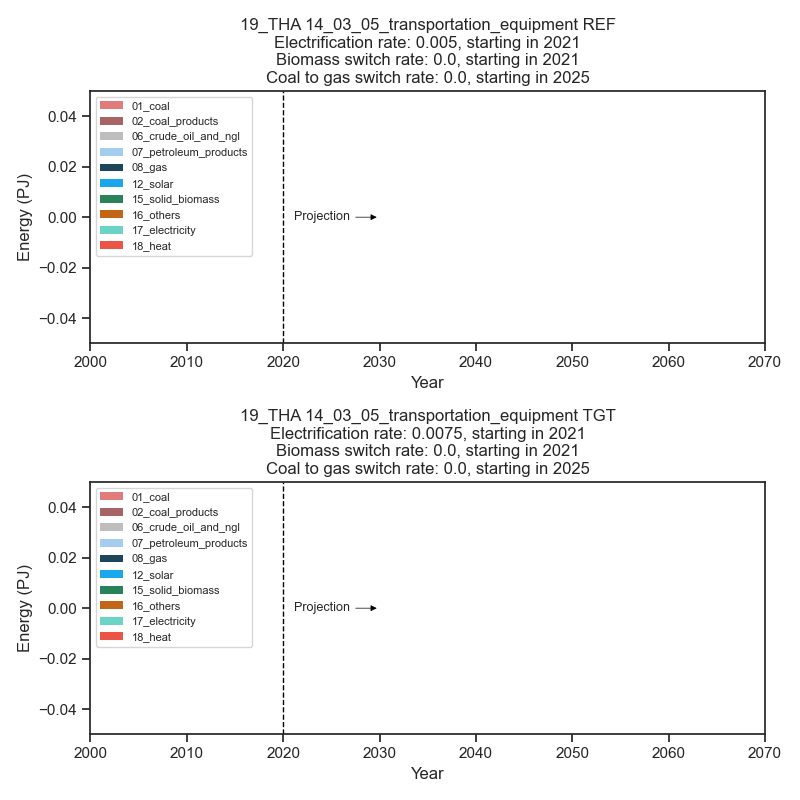 19_THA 14_03_05_transportation_equipment REF
Electrification rate: 0.005, starting in 2021
Biomass switch rate: 0.0, starting in 2021
Coal to gas switch rate: 0.0, starting in 2025
0.04
0.02
0.00
−0.02
−0.04
Energy (PJ)
01_coal
02_coal_products
06_crude_oil_and_ngl
07_petroleum_products
08_gas
12_solar
15_solid_biomass
16_others
17_electricity
18_heat
Projection
2000 2010 2020 2030 2040 2050 2060 2070
Year
19_THA 14_03_05_transportation_equipment TGT
Electrification rate: 0.0075, starting in 2021
Biomass switch rate: 0.0, starting in 2021
Coal to gas switch rate: 0.0, starting in 2025
0.04
0.02
0.00
−0.02
−0.04
Energy (PJ)
01_coal
02_coal_products
06_crude_oil_and_ngl
07_petroleum_products
08_gas
12_solar
15_solid_biomass
16_others
17_electricity
18_heat
Projection
2000 2010 2020 2030 2040 2050 2060 2070
Year